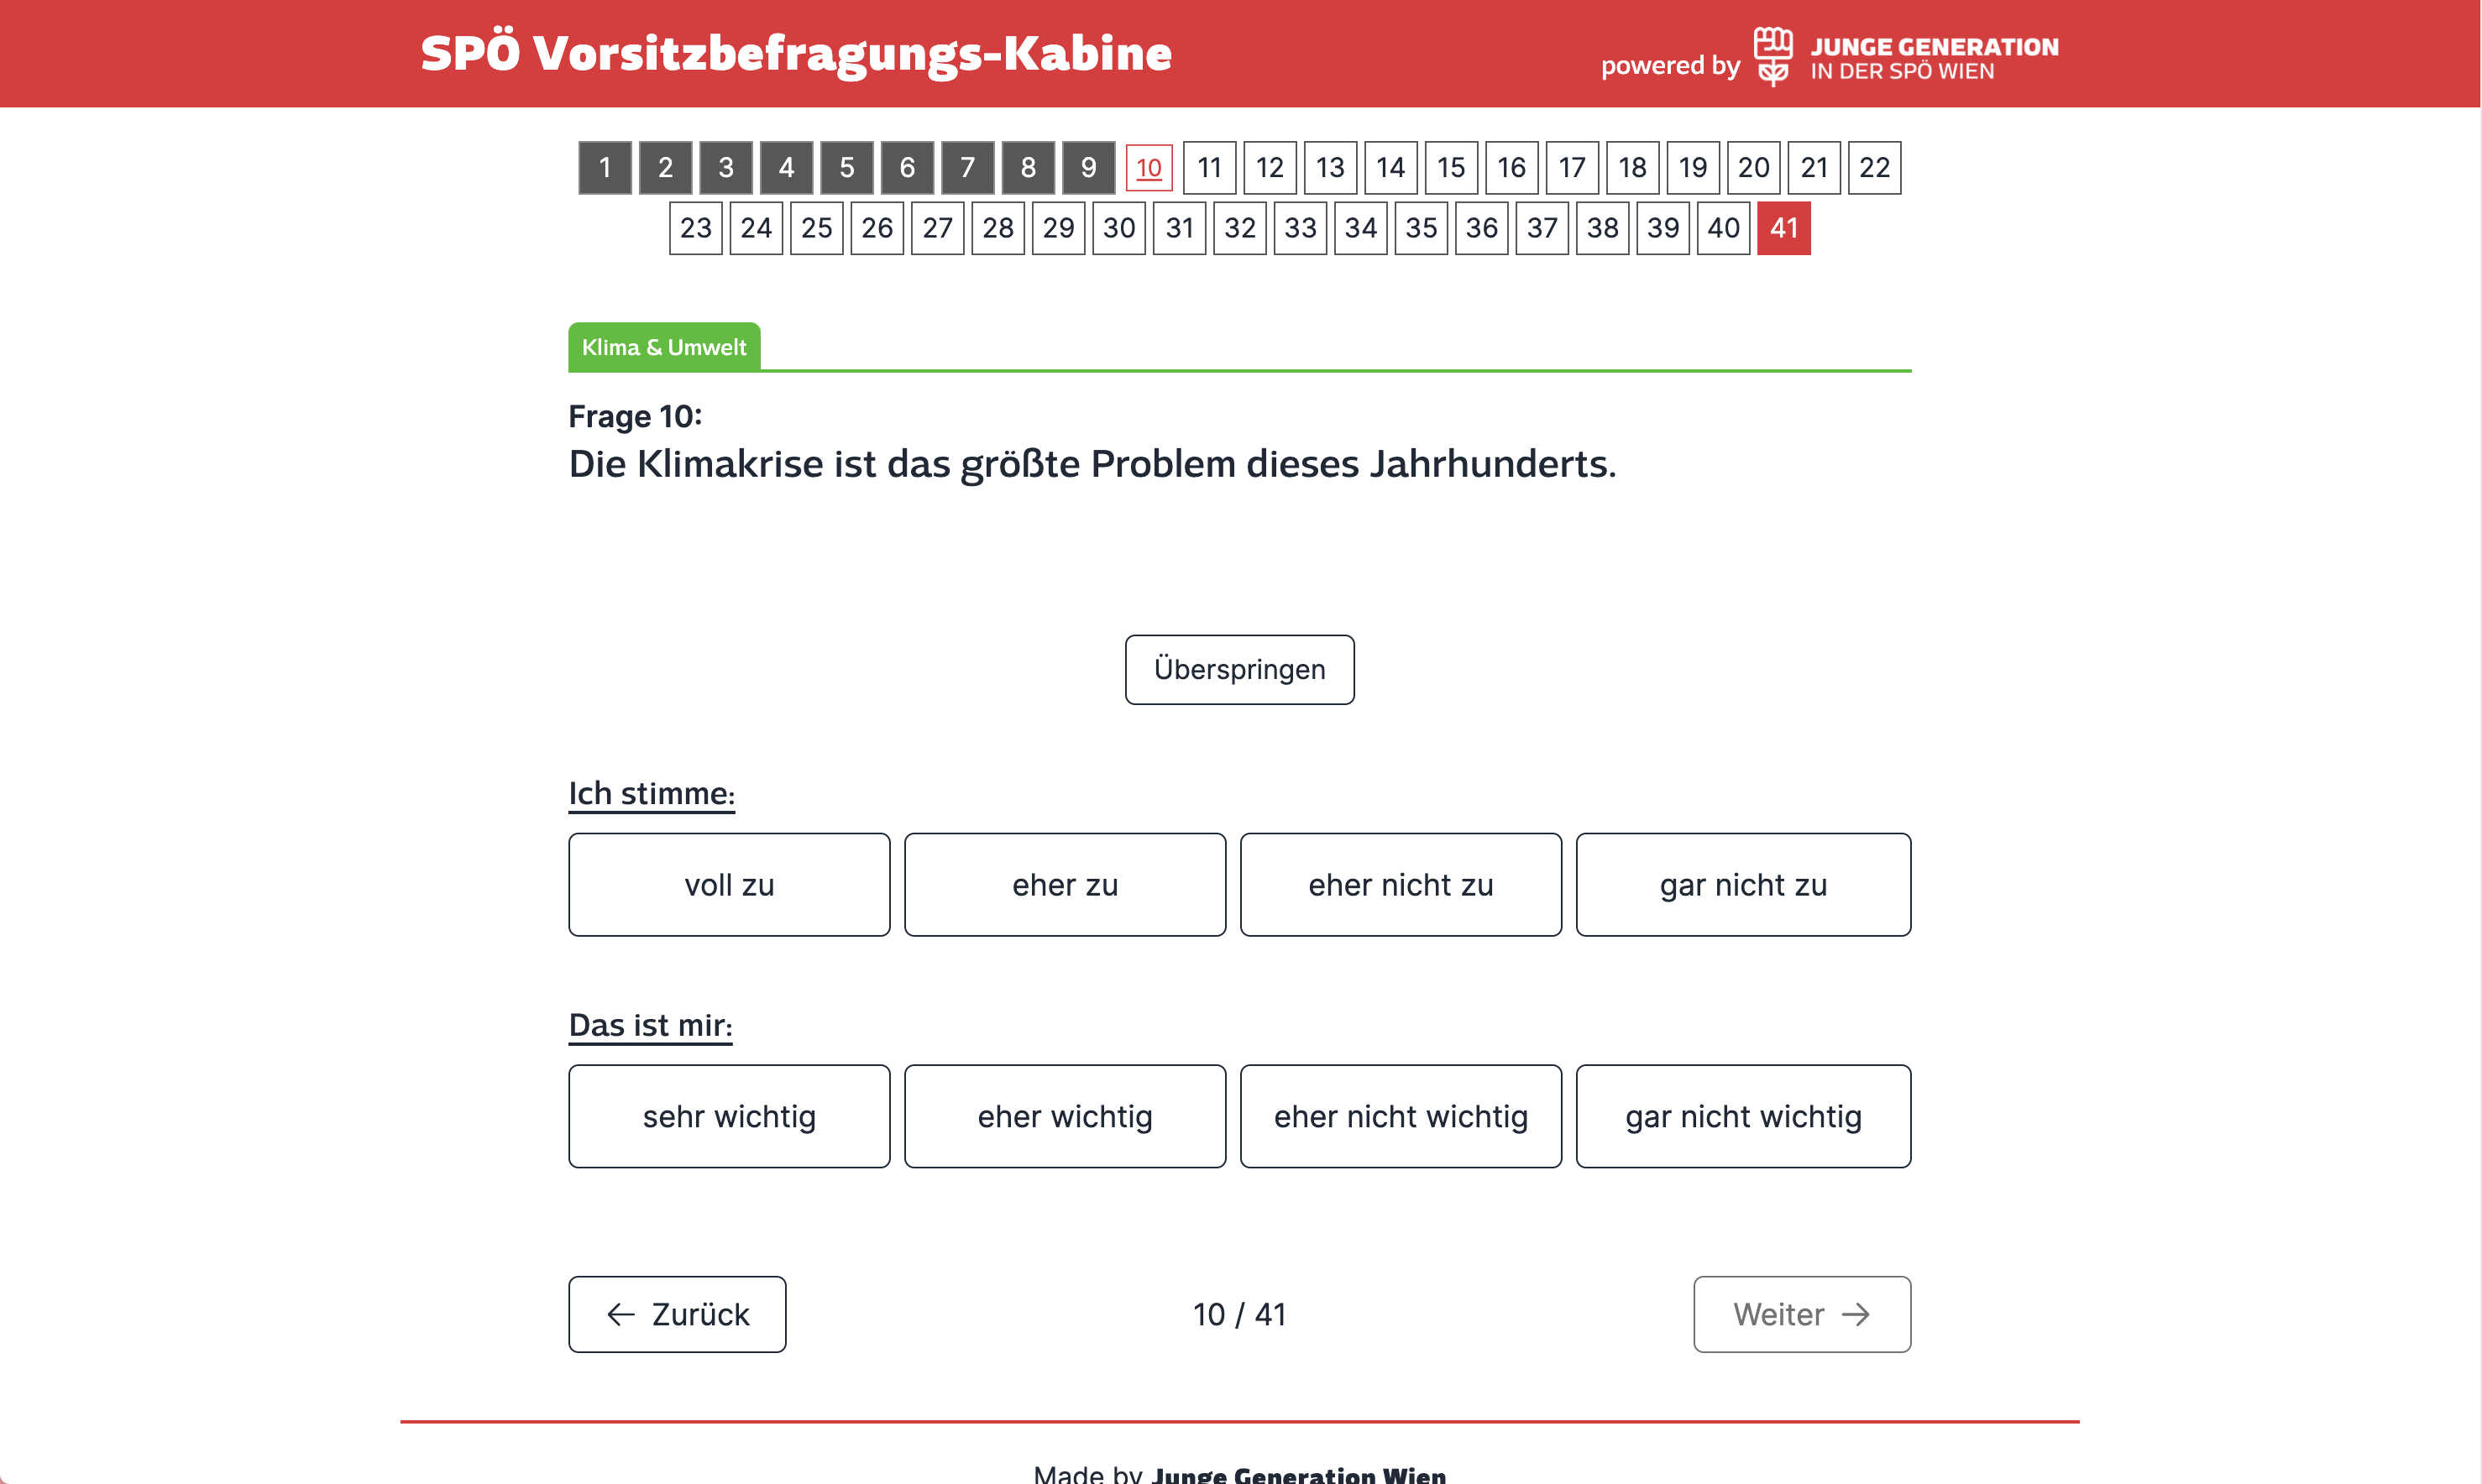 SPÖ Vorsitzbefragungs-Kabine
powered by
JUNGE GENERATION
IN DER SPÖ WIEN
1 2 3 4 5 6 7 8 9 10 11 12 13 14 15 16 17 18 19 20 21 22
23 24 25 26 27 28 29 30 31 32 33 34 35 36 37 38 39 40 41
Klima & Umwelt
Frage 10:
Die Klimakrise ist das größte Problem dieses Jahrhunderts.
Überspringen
Ich stimme:
voll zu eher zu eher nicht zu gar nicht zu
Das ist mir:
sehr wichtig eher wichtig eher nicht wichtig gar nicht wichtig
← Zurück 10 / 41 Weiter →
Made by Junge Generation Wien